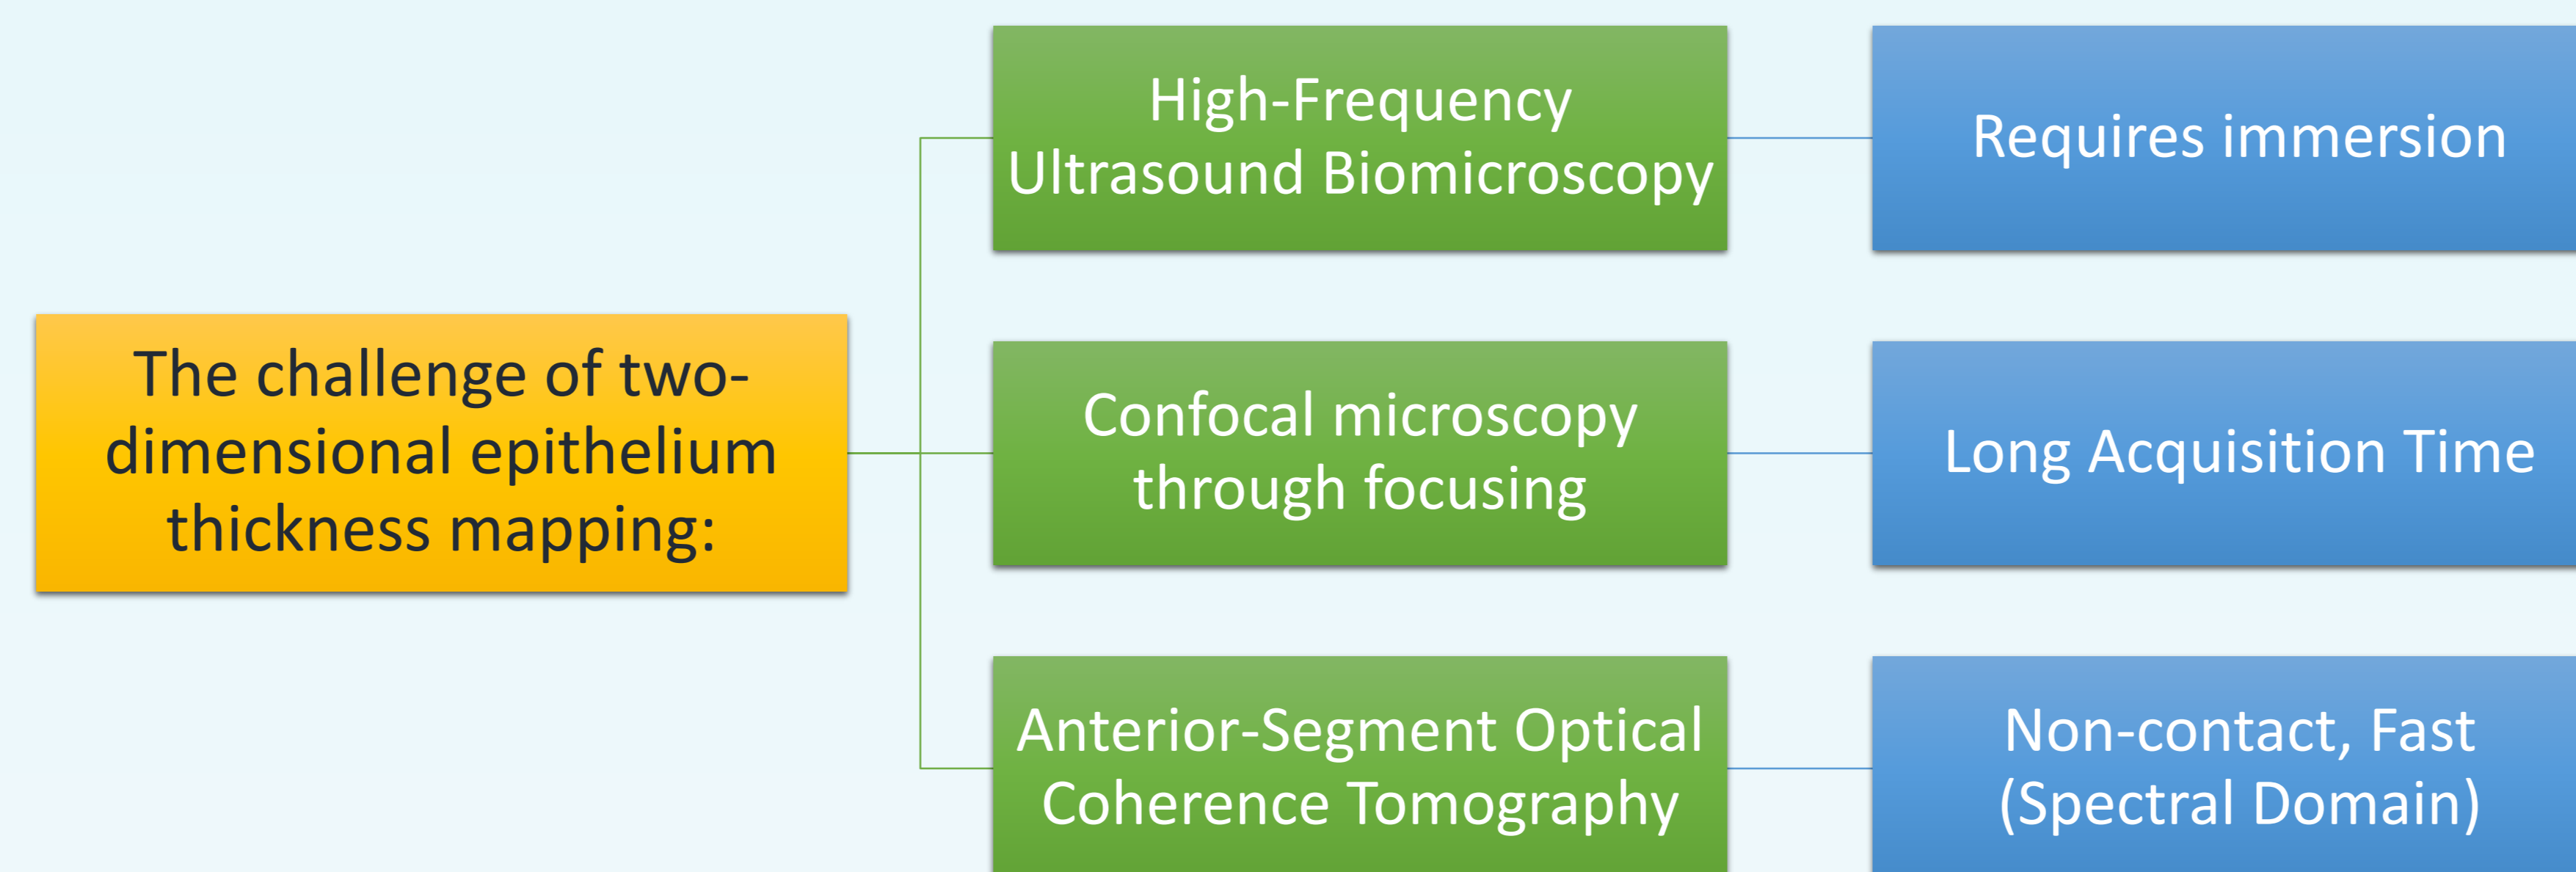 The challenge of two-
dimensional epithelium
thickness mapping:
High-Frequency
Ultrasound Biomicroscopy
Requires immersion
Confocal microscopy
through focusing
Long Acquisition Time
Anterior-Segment Optical
Coherence Tomography
Non-contact, Fast
(Spectral Domain)